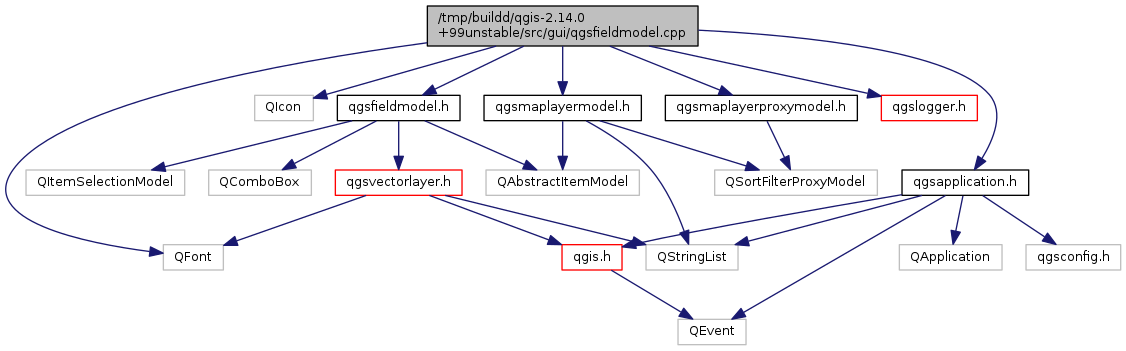 /tmp/buildd/qgis-2.14.0
+99unstable/src/gui/qgsfieldmodel.cpp
QIcon
qgsfieldmodel.h
qgsmaplayermodel.h
qgsmaplayerproxymodel.h
qgslogger.h
QItemSelectionModel
QComboBox
qgsvectorlayer.h
QAbstractItemModel
QSortFilterProxyModel
qgsapplication.h
QFont
qgis.h
QStringList
QApplication
qgsconfig.h
QEvent